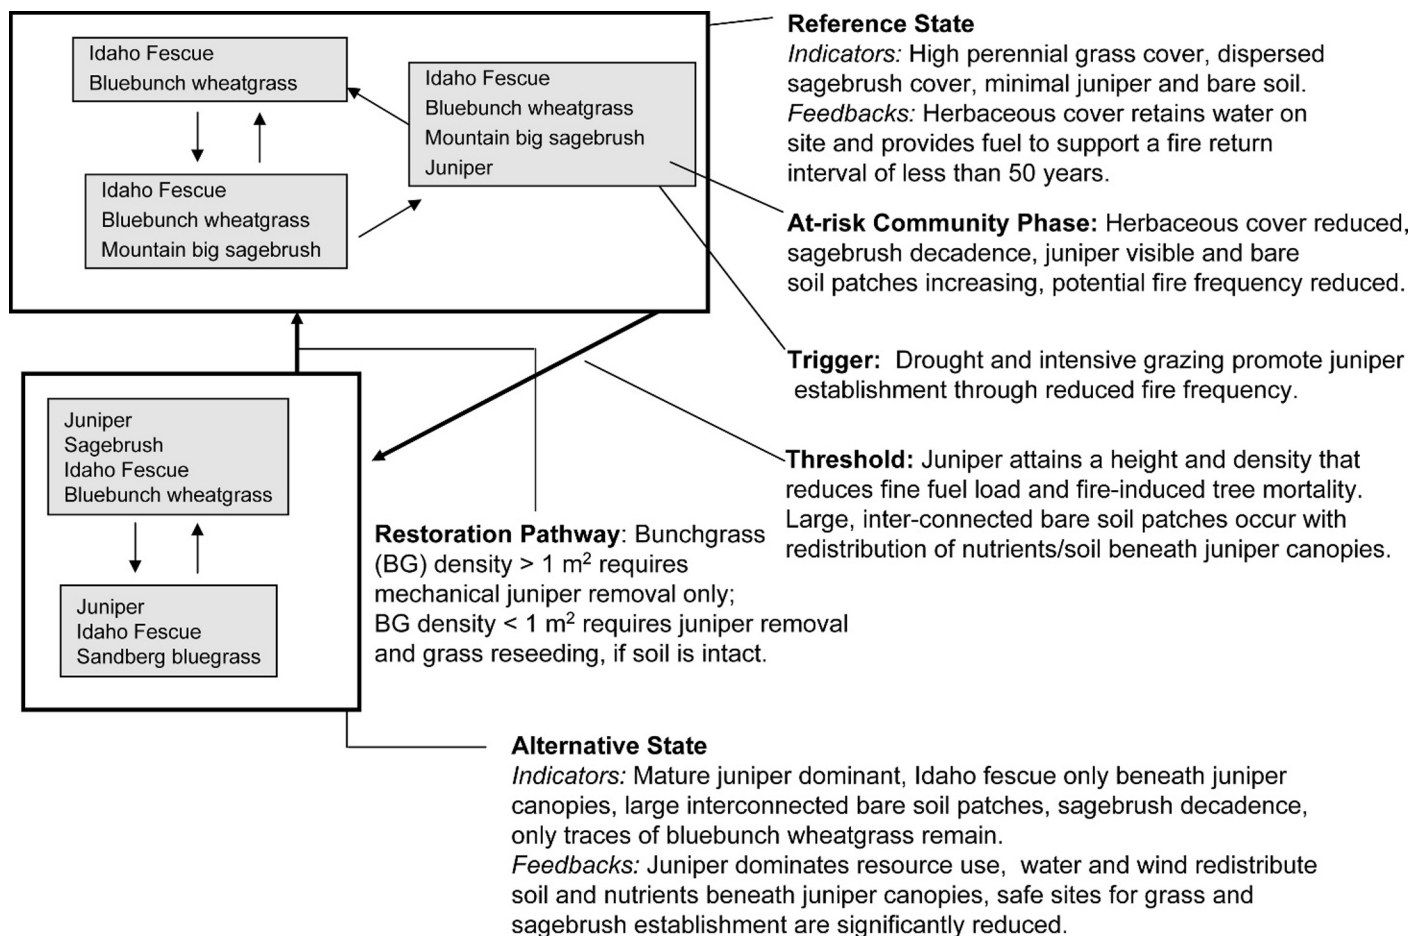 Idaho Fescue
Bluebunch wheatgrass
Idaho Fescue
Bluebunch wheatgrass
Mountain big sagebrush
Juniper
Idaho Fescue
Bluebunch wheatgrass
Mountain big sagebrush
Reference State
Indicators: High perennial grass cover, dispersed
sagebrush cover, minimal juniper and bare soil.
Feedbacks: Herbaceous cover retains water on
site and provides fuel to support a fire return
interval of less than 50 years.
At-risk Community Phase: Herbaceous cover reduced,
sagebrush decadence, juniper visible and bare
soil patches increasing, potential fire frequency reduced.
Trigger: Drought and intensive grazing promote juniper
establishment through reduced fire frequency.
Threshold: Juniper attains a height and density that
reduces fine fuel load and fire-induced tree mortality.
Large, inter-connected bare soil patches occur with
redistribution of nutrients/soil beneath juniper canopies.
Juniper
Sagebrush
Idaho Fescue
Bluebunch wheatgrass
Juniper
Idaho Fescue
Sandberg bluegrass
Restoration Pathway: Bunchgrass
(BG) density > 1 m² requires
mechanical juniper removal only;
BG density < 1 m² requires juniper removal
and grass reseeding, if soil is intact.
Alternative State
Indicators: Mature juniper dominant, Idaho fescue only beneath juniper
canopies, large interconnected bare soil patches, sagebrush decadence,
only traces of bluebunch wheatgrass remain.
Feedbacks: Juniper dominates resource use, water and wind redistribute
soil and nutrients beneath juniper canopies, safe sites for grass and
sagebrush establishment are significantly reduced.